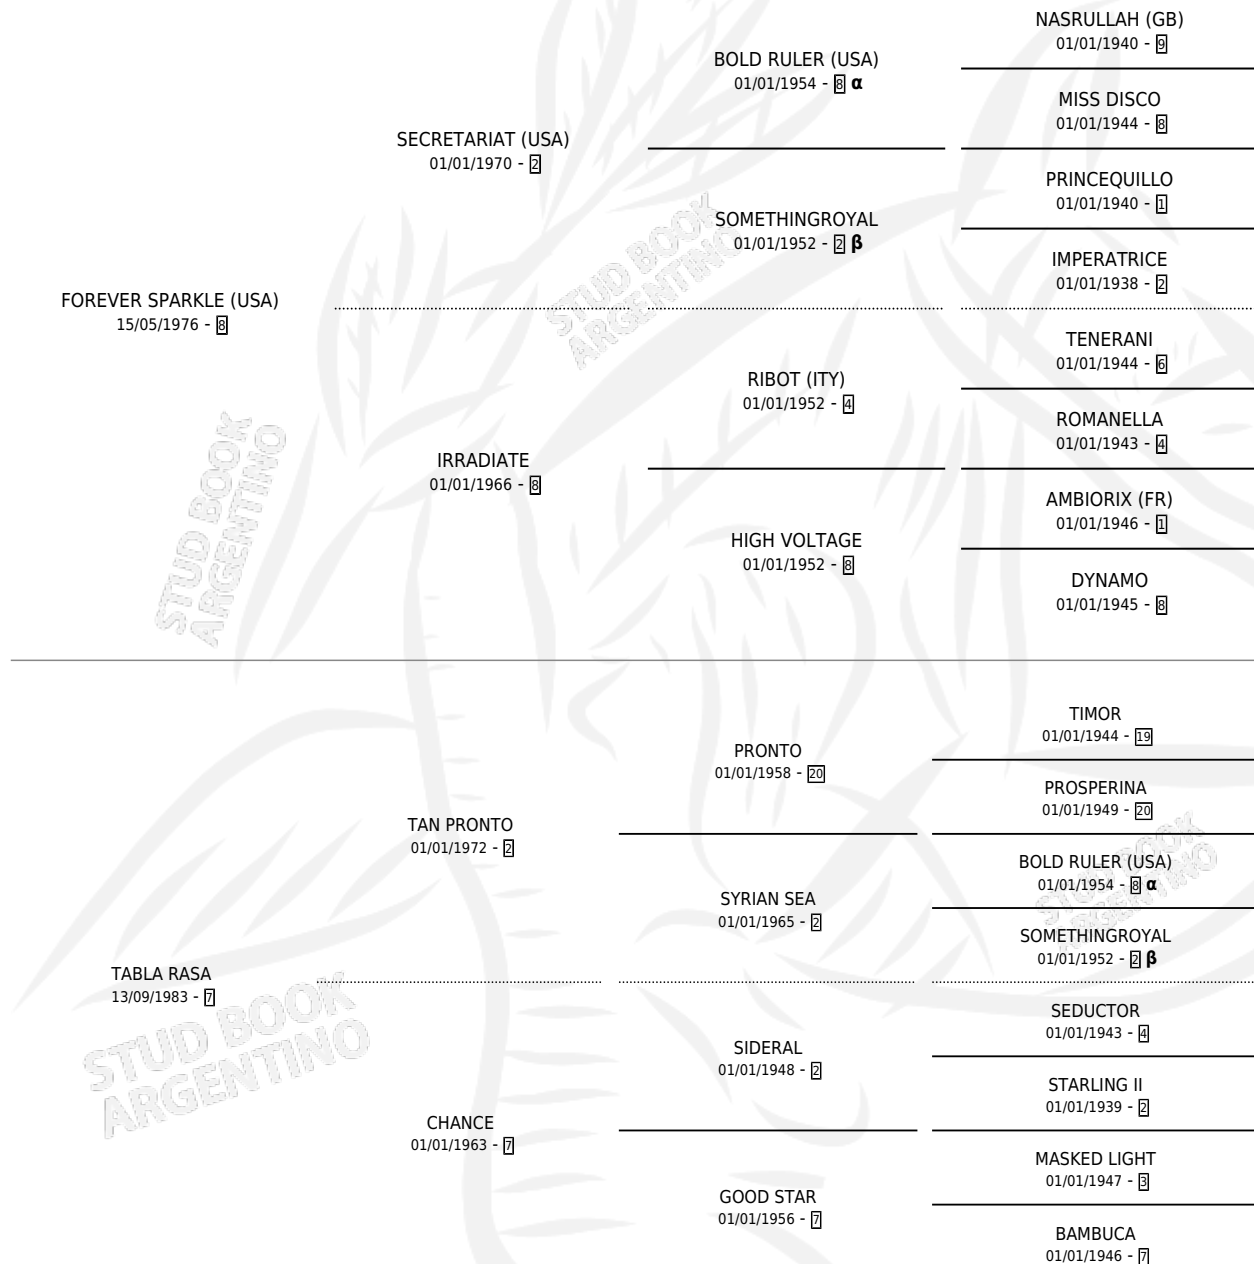 NASRULLAH (GB)
01/01/1940 - 9
BOLD RULER (USA)
01/01/1954 - 8 α
MISS DISCO
01/01/1944 - 8
SECRETARIAT (USA)
01/01/1970 - 2
PRINCEQUILLO
01/01/1940 - 1
SOMETHINGROYAL
01/01/1952 - 2 β
IMPERATRICE
01/01/1938 - 2
FOREVER SPARKLE (USA)
15/05/1976 - 8
TENERANI
01/01/1944 - 6
RIBOT (ITY)
01/01/1952 - 4
ROMANELLA
01/01/1943 - 4
IRRADIATE
01/01/1966 - 8
AMBIORIX (FR)
01/01/1946 - 1
HIGH VOLTAGE
01/01/1952 - 8
DYNAMO
01/01/1945 - 8
STUD BOOK
ARGENTINO
STUD BOOK
ARGENTINO
TIMOR
01/01/1944 - 19
PRONTO
01/01/1958 - 20
PROSPERINA
01/01/1949 - 20
TAN PRONTO
01/01/1972 - 2
BOLD RULER (USA)
01/01/1954 - 8 α
SYRIAN SEA
01/01/1965 - 2
SOMETHINGROYAL
01/01/1952 - 2 β
TABLA RASA
13/09/1983 - 7
SEDUCTOR
01/01/1943 - 4
SIDERAL
01/01/1948 - 2
STARLING II
01/01/1939 - 2
CHANCE
01/01/1963 - 7
MASKED LIGHT
01/01/1947 - 3
GOOD STAR
01/01/1956 - 7
BAMBUCA
01/01/1946 - 7
STUD BOOK
ARGENTINO
STUD BOOK
ARGENTINO